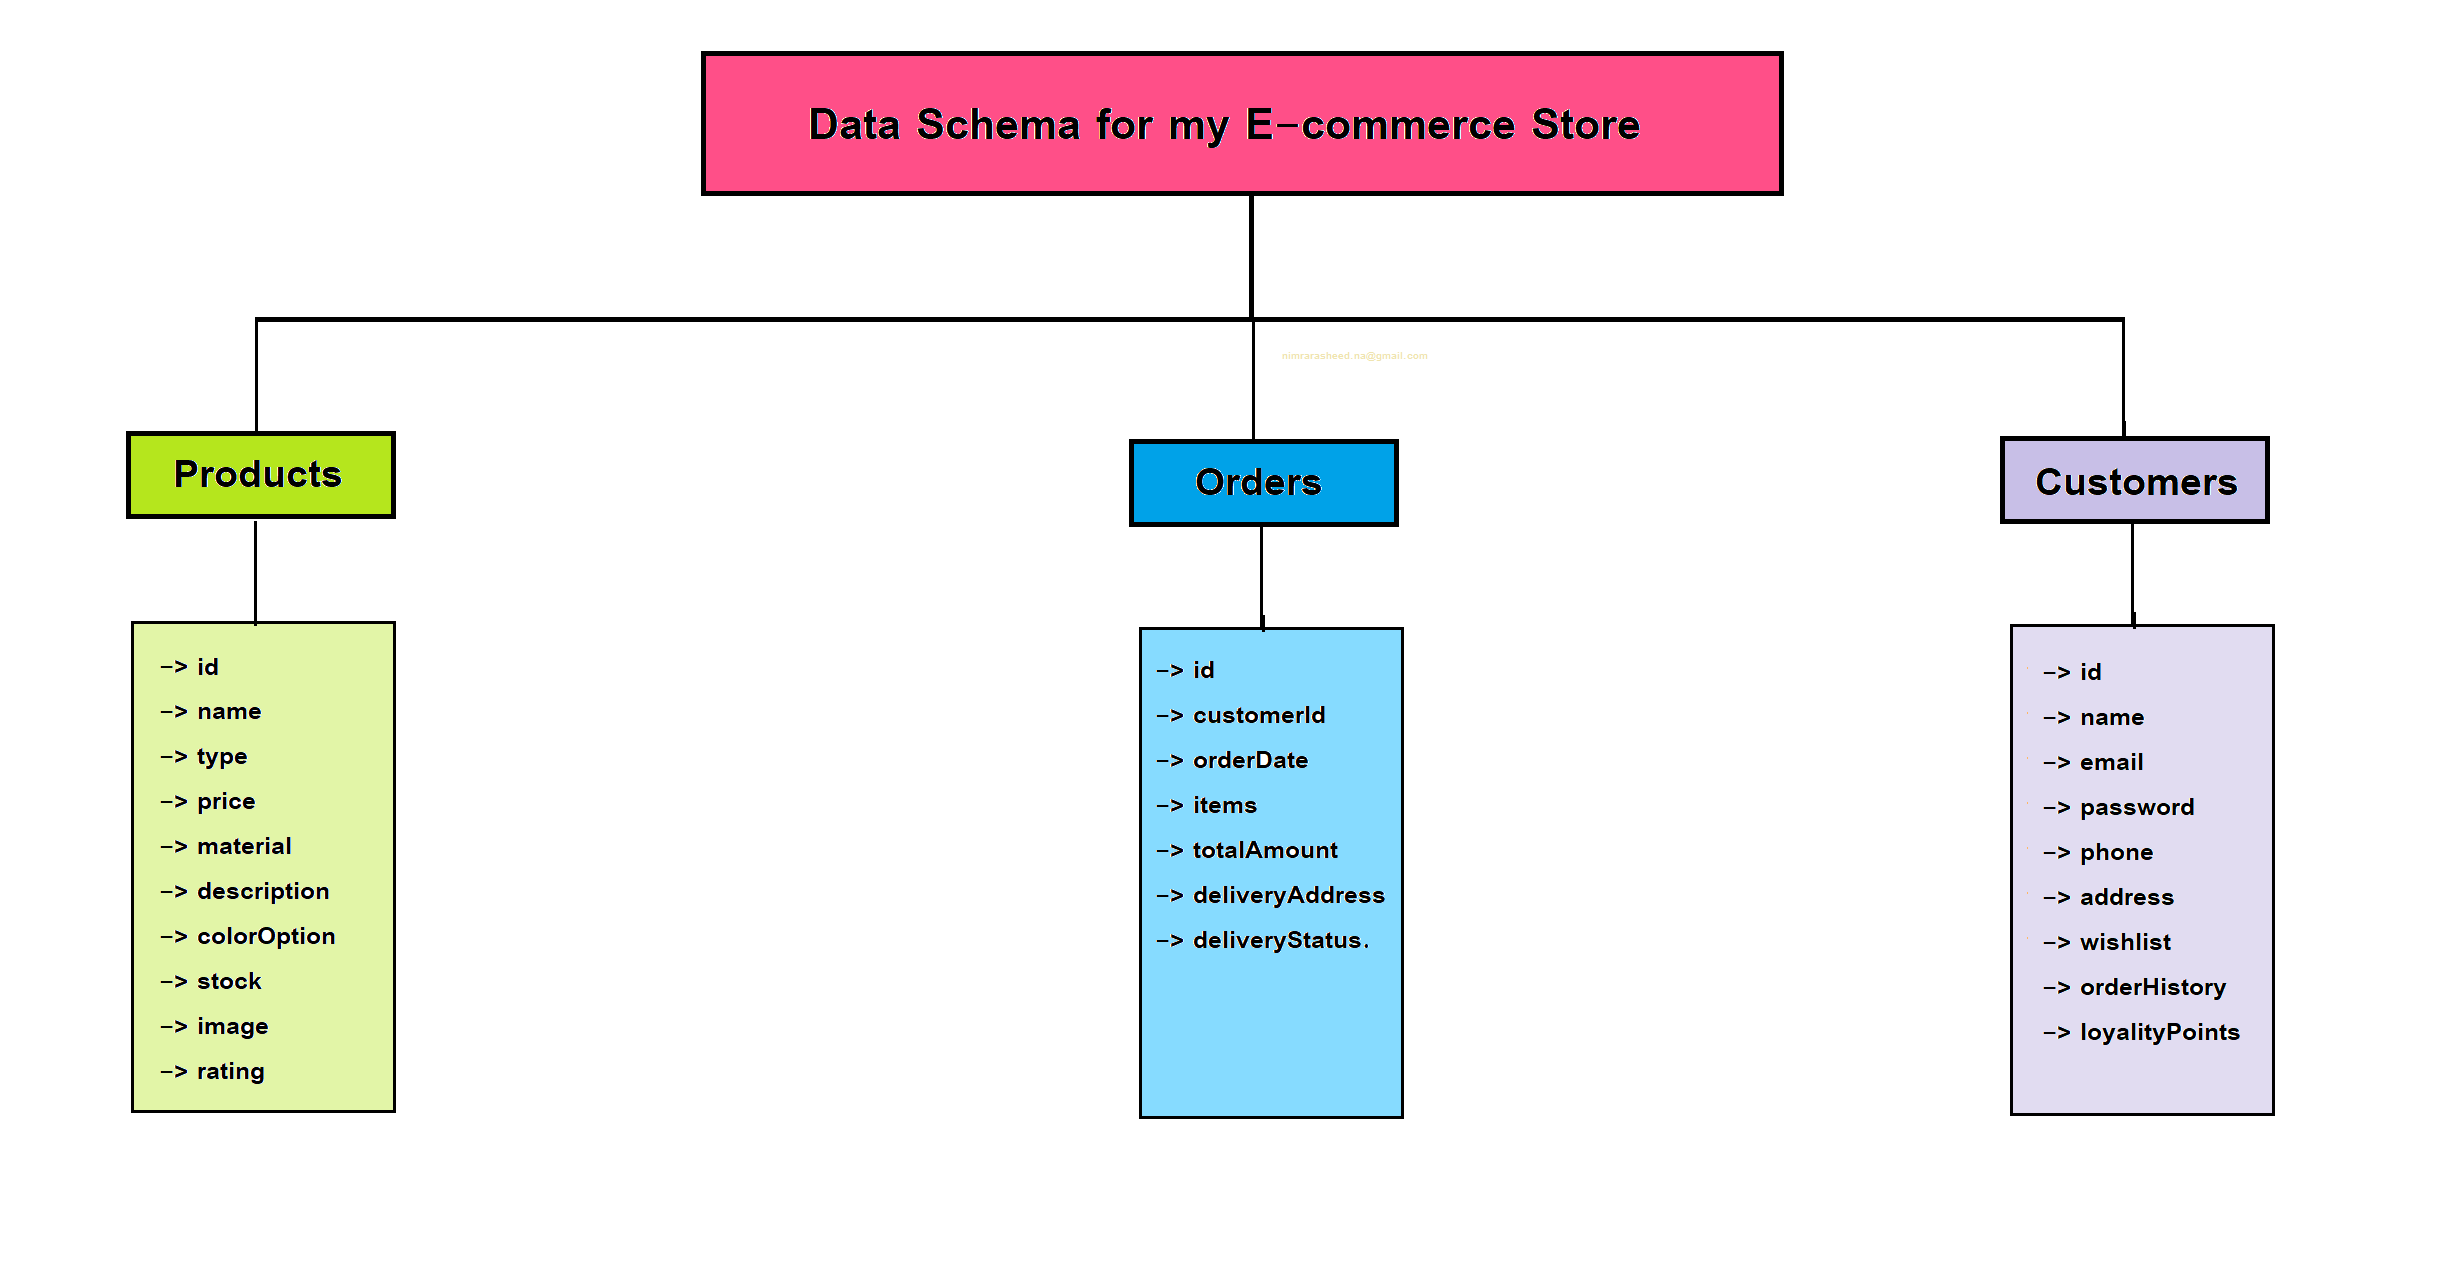 Data Schema for my E-commerce Store
nimrarasheed.na@gmail.com
Products
-> id
-> name
-> type
-> price
-> material
-> description
-> colorOption
-> stock
-> image
-> rating
Orders
-> id
-> customerId
-> orderDate
-> items
-> totalAmount
-> deliveryAddress
-> deliveryStatus.
Customers
-> id
-> name
-> email
-> password
-> phone
-> address
-> wishlist
-> orderHistory
-> loyalityPoints